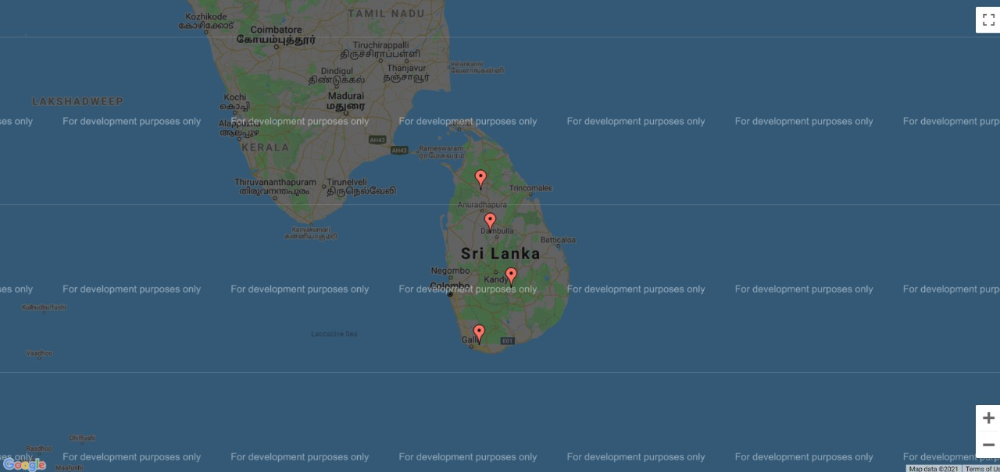 Kozhikode
കോഴിക്കോട്
TAMIL NADU
Coimbatore
கோயம்புத்தூர்
Tiruchirappalli
திருச்சிராப்பள்ளி
Velankanni
வேளாங்கண்ணி
Dindigul
திண்டுக்கல்
Thanjavur
தஞ்சாவூர்
Kochi
കൊച്ചി
Madurai
மதுரை
LAKSHADWEEP
ses only
For development purposes only
For development purposes only
For development purposes only
For development purposes only
For development purposes only
For development purp
Alappuzha
ആലപ്പുഴ
KERALA
AH43
AH43
Rameswaram
Thiruvananthapuram
തിരുവനന്തപുരം
Tirunelveli
திருநெல்வேலி
Trincomalee
Anuradhapura
Kanyakumari
கன்னியாகுமரி
Dambulla
Batticaloa
Sri Lanka
Negombo
Kandy
Colombo
ses only
For development purposes only
For development purposes only
For development purposes only
For development purposes only
For development purposes only
For development purp
Kulhudhuffushi
Laccadive Sea
Galle
E01
Vaadhoo
Dhiffushi
Rasdhoo
ses only
For development purposes only
For development purposes only
For development purposes only
For development purposes only
For development purposes only
For development purp
Google
Maafushi
Map data ©2021
Terms of Us